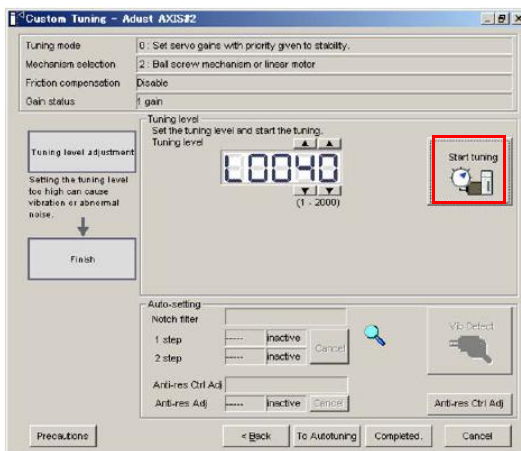 Custom Tuning - Adust AXIS#2
Tuning mode
0 : Set servo gains with priority given to stability.
Mechanism selection
2 : Ball screw mechanism or linear motor
Friction compensation
Disable
Gain status
1 gain
Tuning level adjustment
Setting the tuning level
too high can cause
vibration or abnormal
noise.
Finish
Tuning level
Set the tuning level and start the tuning.
Tuning level
L0040
(1 - 2000)
Start tuning
Auto-setting
Notch filter
1 step
-----
inactive
2 step
-----
inactive
Cancel
Vib Detect
Anti-res Ctrl Adj
Anti-res Adj
-----
inactive
Cancel
Anti-res Ctrl Adj
Precautions
< Back
To Autotuning
Completed.
Cancel